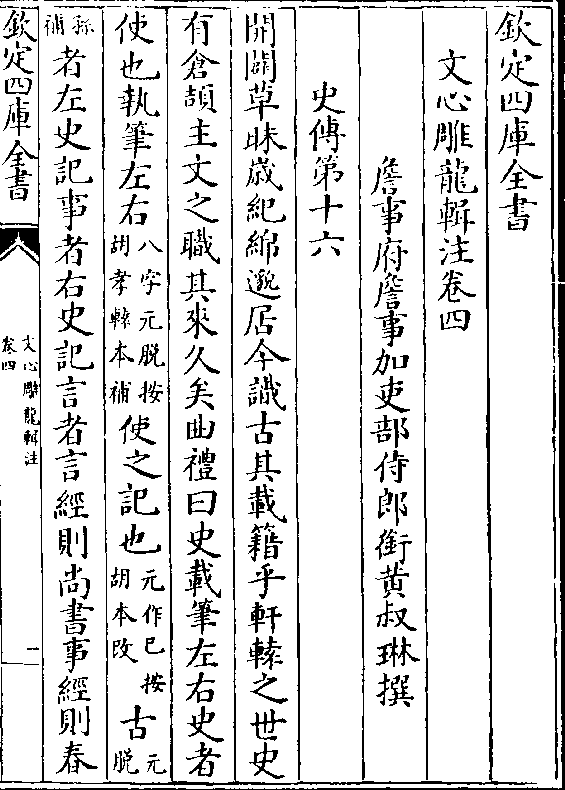 欽定四庫全書
文心雕龍輯注卷四
詹事府詹事加吏部侍郎銜黄叔琳撰
史傳第十六
開闢草昧嵗紀綿邈居今識古其載籍乎軒轅之世史
有倉頡主文之職其來久矣曲禮曰史載筆左右史者
使也執筆左右八字元脱按胡孝轅本補使之記也元作已按胡本改古元脱
孫補者左史記事者右史記言者言經則尚書事經則春
欽定四庫全書
文心雕龍輯注
卷四
一